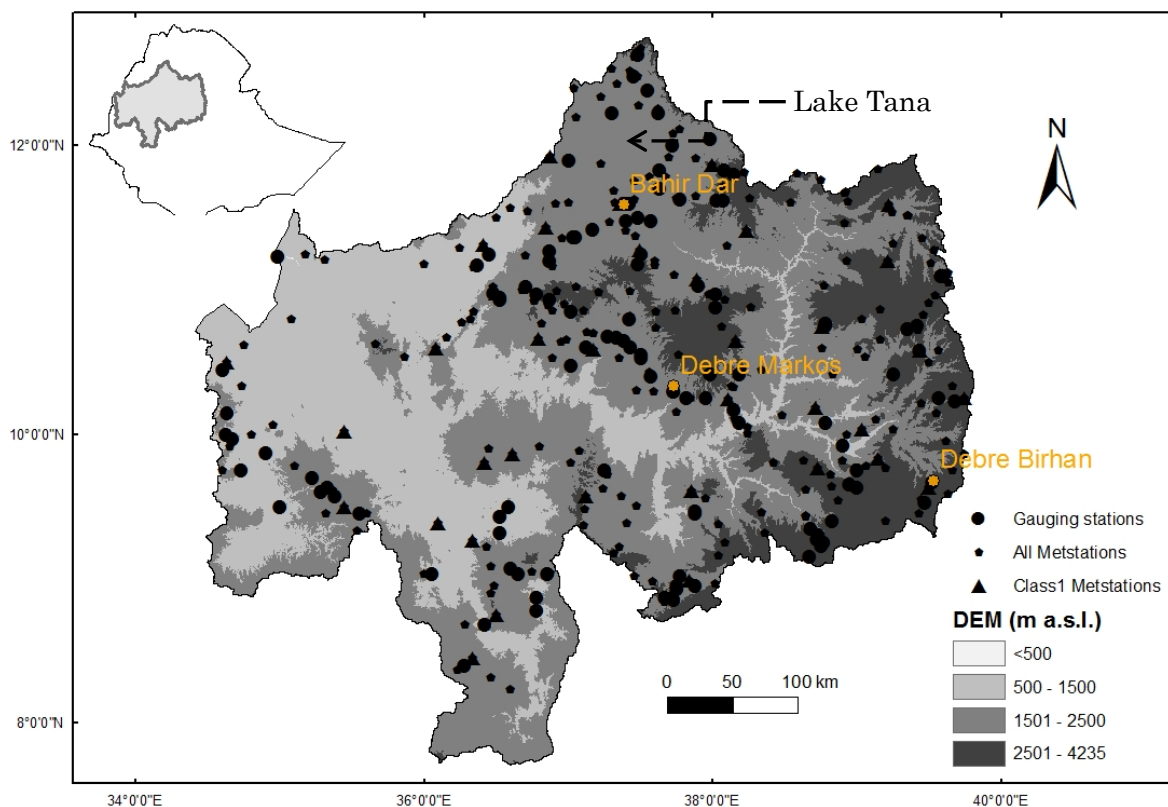 Lake Tana
N
12°0'0"N
Bahir Dar
Debre Markos
10°0'0"N
Debre Birhan
Gauging stations
All Metstations
Class1 Metstations
DEM (m a.s.l.)
<500
0 50 100 km
500 - 1500
1501 - 2500
8°0'0"N
2501 - 4235
34°0'0"E 36°0'0"E 38°0'0"E 40°0'0"E